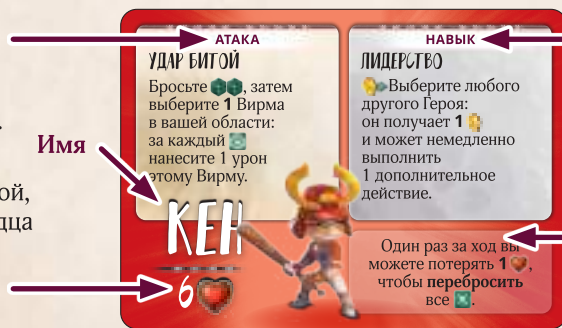 АТАКА
УДАР БИТОЙ
Бросьте , затем
выберите 1 Вирма
в вашей области:
за каждый
нанесите 1 урон
этому Вирму.
НАВЫК
ЛИДЕРСТВО
Выберите любого
другого Героя:
он получает 1
и может немедленно
выполнить
1 дополнительное
действие.
Имя
ой,
дца
КЕН
6
Один раз за ход вы
можете потерять 1 ,
чтобы перебросить
все .